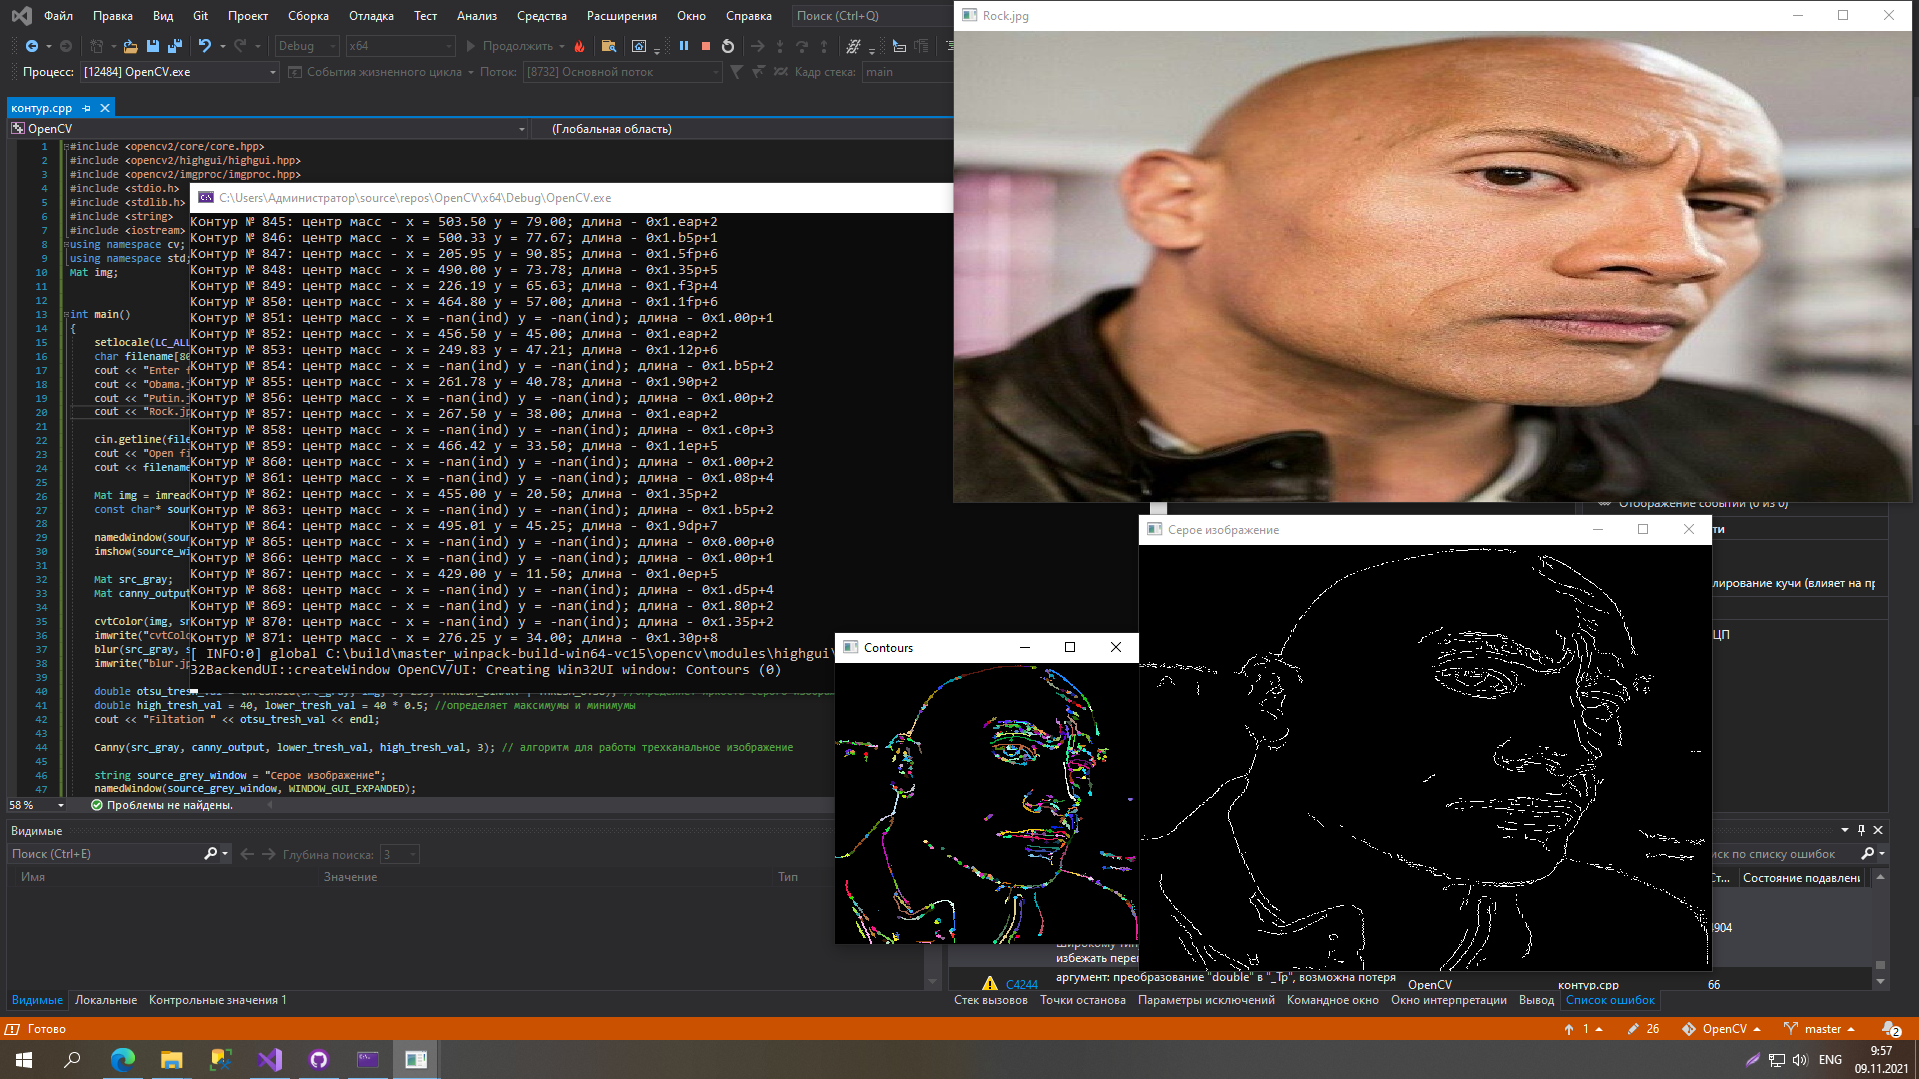 Файл Правка Вид Git Проект Сборка Отладка Тест Анализ Средства Расширения Окно Справка Поиск (Ctrl+Q)
Debug x64 Продолжить
Процесс: [12484] OpenCV.exe События жизненного цикла Поток: [8732] Основной поток Кадр стека: main
контур.cpp
OpenCV (Глобальная область)
1 #include <opencv2/core/core.hpp>
2 #include <opencv2/highgui/highgui.hpp>
3 #include <opencv2/imgproc/imgproc.hpp>
4 #include <stdio.h>
5 #include <stdlib.h>
6 #include <string>
7 #include <iostream>
8 using namespace cv;
9 using namespace std;
10 Mat img;
11
12
13 int main()
14 {
15 setlocale(LC_ALL
16 char filename[80
17 cout << "Enter
18 cout << "Obama.
19 cout << "Putin.
20 cout << "Rock.jp
21
22 cin.getline(file
23 cout << "Open fi
24 cout << filename
25
26 Mat img = imread
27 const char* sour
28
29 namedWindow(sour
30 imshow(source_wi
31
32 Mat src_gray;
33 Mat canny_output
34
35 cvtColor(img, sr
36 imwrite("cvtColo
37 blur(src_gray, s
38 imwrite("blur.jp
39
40 double otsu_tresh_val = threshold(src_gray, img, 0, 255,
41 double high_tresh_val = 40, lower_tresh_val = 40 * 0.5; //определяет максимумы и минимумы
42 cout << "Filtation " << otsu_tresh_val << endl;
43
44 Canny(src_gray, canny_output, lower_tresh_val, high_tresh_val, 3); // алгоритм для работы трехканальное изображение
45
46 string source_grey_window = "Серое изображение";
47 namedWindow(source_grey_window, WINDOW_GUI_EXPANDED);
58 % Проблемы не найдены.
C:\Users\Администратор\source\repos\OpenCV\x64\Debug\OpenCV.exe
Контур № 845: центр масс - x = 503.50 y = 79.00; длина - 0x1.eap+2
Контур № 846: центр масс - x = 500.33 y = 77.67; длина - 0x1.b5p+1
Контур № 847: центр масс - x = 205.95 y = 90.85; длина - 0x1.5fp+6
Контур № 848: центр масс - x = 490.00 y = 73.78; длина - 0x1.35p+5
Контур № 849: центр масс - x = 226.19 y = 65.63; длина - 0x1.f3p+4
Контур № 850: центр масс - x = 464.80 y = 57.00; длина - 0x1.1fp+6
Контур № 851: центр масс - x = -nan(ind) y = -nan(ind); длина - 0x1.00p+1
Контур № 852: центр масс - x = 456.50 y = 45.00; длина - 0x1.eap+2
Контур № 853: центр масс - x = 249.83 y = 47.21; длина - 0x1.12p+6
Контур № 854: центр масс - x = -nan(ind) y = -nan(ind); длина - 0x1.b5p+2
Контур № 855: центр масс - x = 261.78 y = 40.78; длина - 0x1.90p+2
Контур № 856: центр масс - x = -nan(ind) y = -nan(ind); длина - 0x1.00p+2
Контур № 857: центр масс - x = 267.50 y = 38.00; длина - 0x1.eap+2
Контур № 858: центр масс - x = -nan(ind) y = -nan(ind); длина - 0x1.c0p+3
Контур № 859: центр масс - x = 466.42 y = 33.50; длина - 0x1.1ep+5
Контур № 860: центр масс - x = -nan(ind) y = -nan(ind); длина - 0x1.00p+2
Контур № 861: центр масс - x = -nan(ind) y = -nan(ind); длина - 0x1.08p+4
Контур № 862: центр масс - x = 455.00 y = 20.50; длина - 0x1.35p+2
Контур № 863: центр масс - x = -nan(ind) y = -nan(ind); длина - 0x1.b5p+2
Контур № 864: центр масс - x = 495.01 y = 45.25; длина - 0x1.9dp+7
Контур № 865: центр масс - x = -nan(ind) y = -nan(ind); длина - 0x0.00p+0
Контур № 866: центр масс - x = -nan(ind) y = -nan(ind); длина - 0x1.00p+1
Контур № 867: центр масс - x = 429.00 y = 11.50; длина - 0x1.0ep+5
Контур № 868: центр масс - x = -nan(ind) y = -nan(ind); длина - 0x1.d5p+4
Контур № 869: центр масс - x = -nan(ind) y = -nan(ind); длина - 0x1.80p+2
Контур № 870: центр масс - x = -nan(ind) y = -nan(ind); длина - 0x1.35p+2
Контур № 871: центр масс - x = 276.25 y = 34.00; длина - 0x1.30p+8
[ INFO:0] global C:\build\master_winpack-build-win64-vc15\opencv\modules\highgui\
32BackendUI::createWindow OpenCV/UI: Creating Win32UI window: Contours (0)
Rock.jpg
Отображение событий (0 из 0)
Серое изображение
ти
лирование кучи (влияет на пр
ЦП
Contours
Видимые
Поиск (Ctrl+E) Глубина поиска: 3
Имя Значение Тип
Видимые Локальные Контрольные значения 1
иск по списку ошибок
Ст... Состояние подавлен
4904
широкому тип
избежать переп
C4244 аргумент: преобразование "double" в "_Tp", возможна потеря OpenCV контур.cpp 66
Стек вызовов Точки останова Параметры исключений Командное окно Окно интерпретации Вывод Список ошибок
Готово 1 26 OpenCV master 2
ENG 9:57
09.11.2021